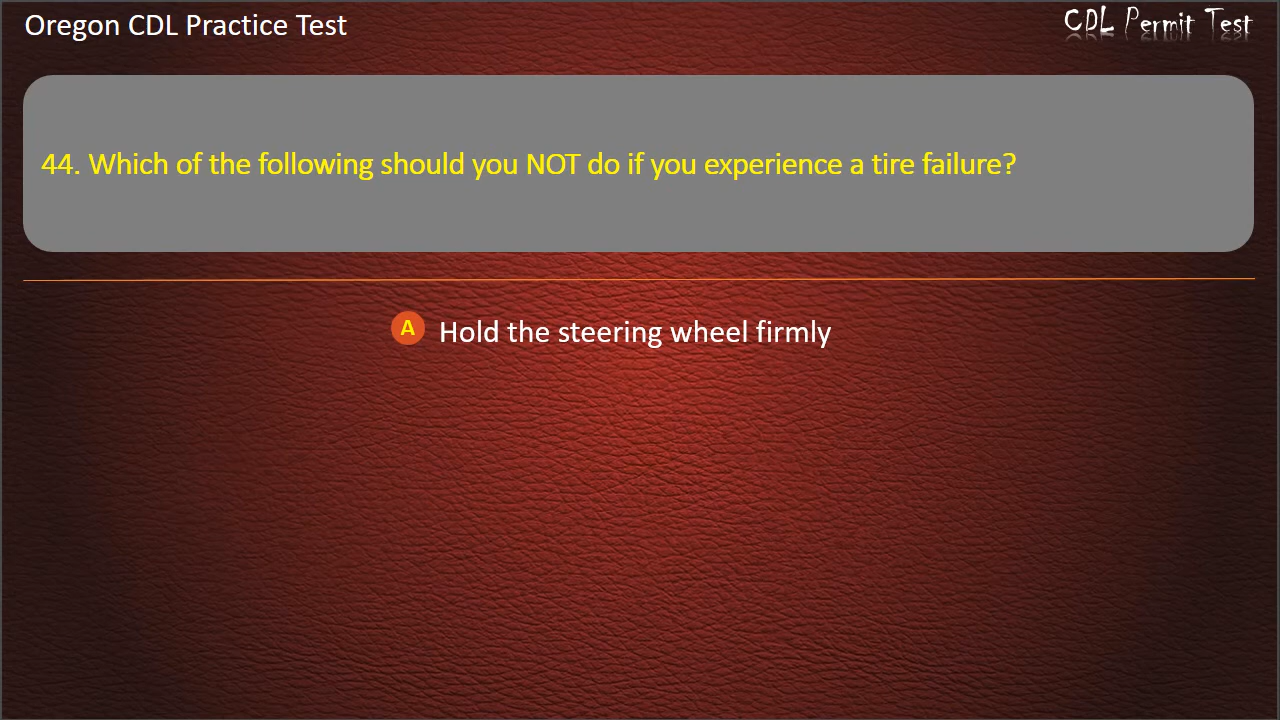 Oregon CDL Practice Test
CDL Permit Test
44. Which of the following should you NOT do if you experience a tire failure?
A Hold the steering wheel firmly